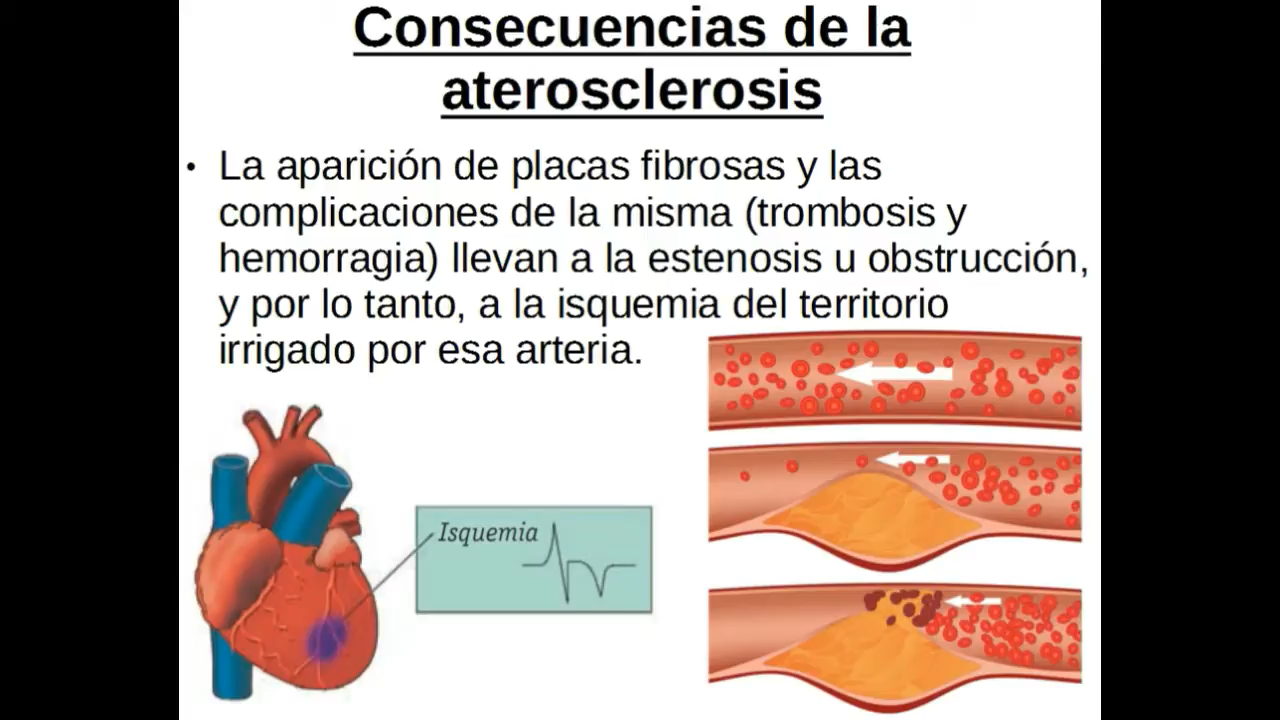 Consecuencias de la
aterosclerosis
• La aparición de placas fibrosas y las
complicaciones de la misma (trombosis y
hemorragia) llevan a la estenosis u obstrucción,
y por lo tanto, a la isquemia del territorio
irrigado por esa arteria.
Isquemia